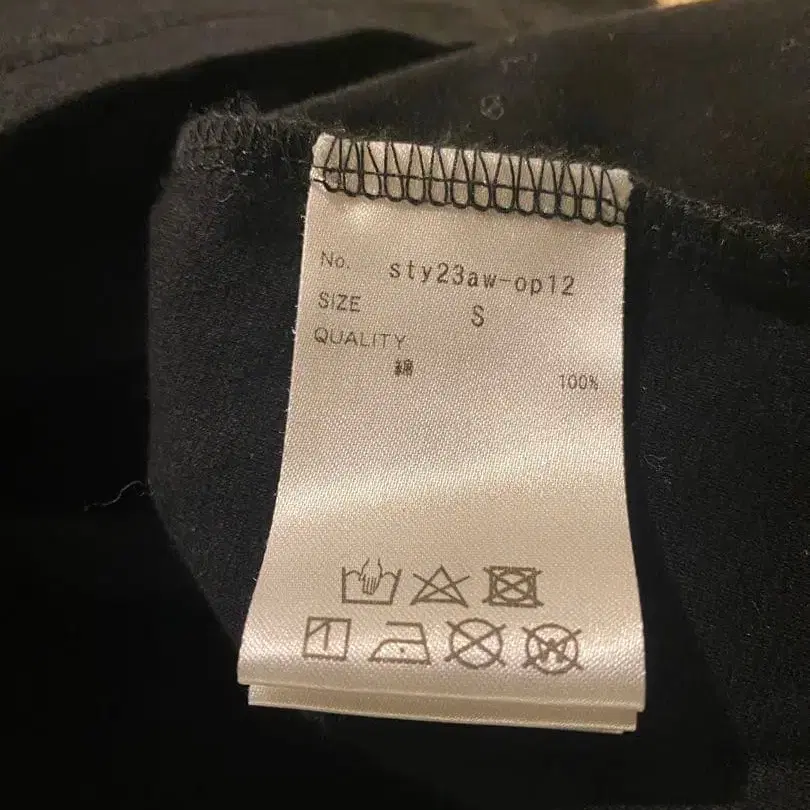 No. sty23aw-op12
SIZE S
QUALITY
綿 100%